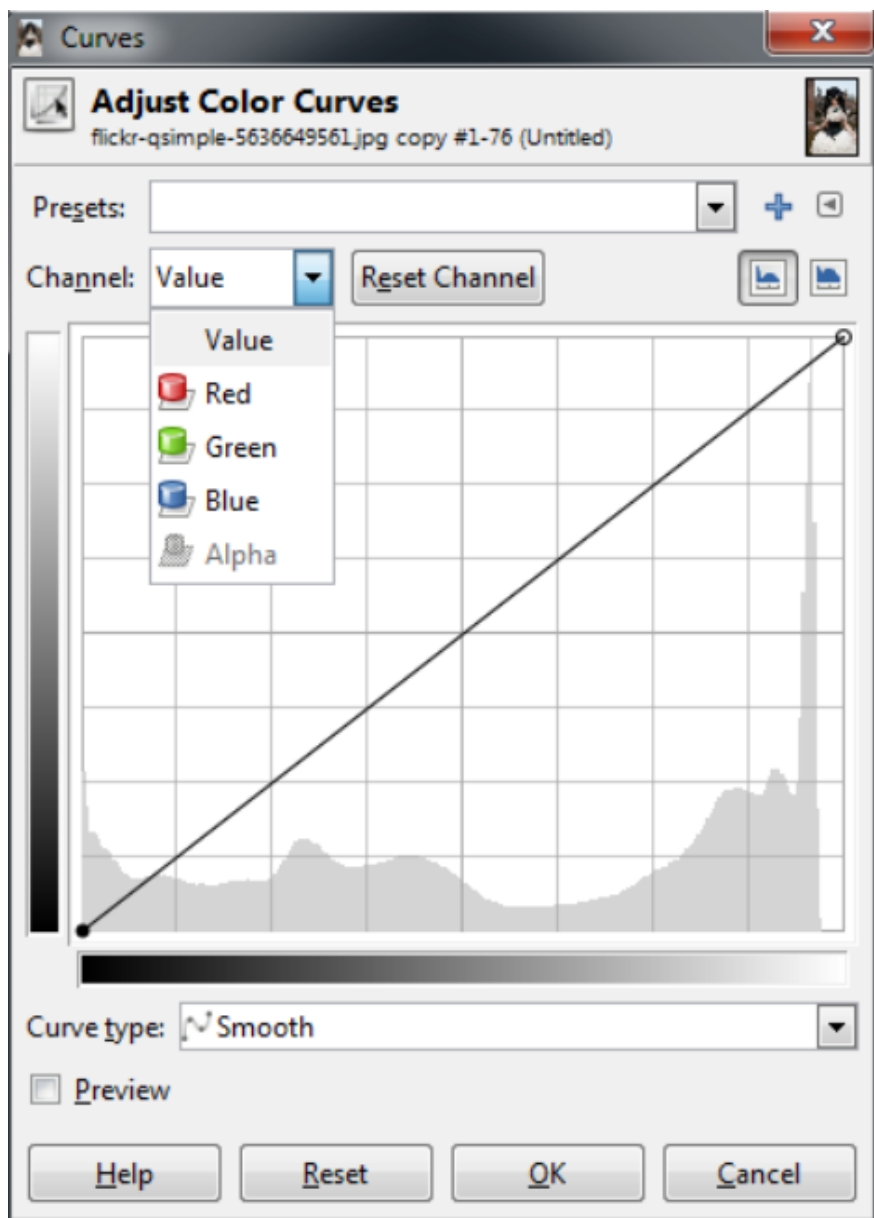 Curves
Adjust Color Curves
flickr-qsimple-5636649561.jpg copy #1-76 (Untitled)
Presets:
Channel: Value Reset Channel
Value
Red
Green
Blue
Alpha
Curve type: Smooth
Preview
Help Reset OK Cancel